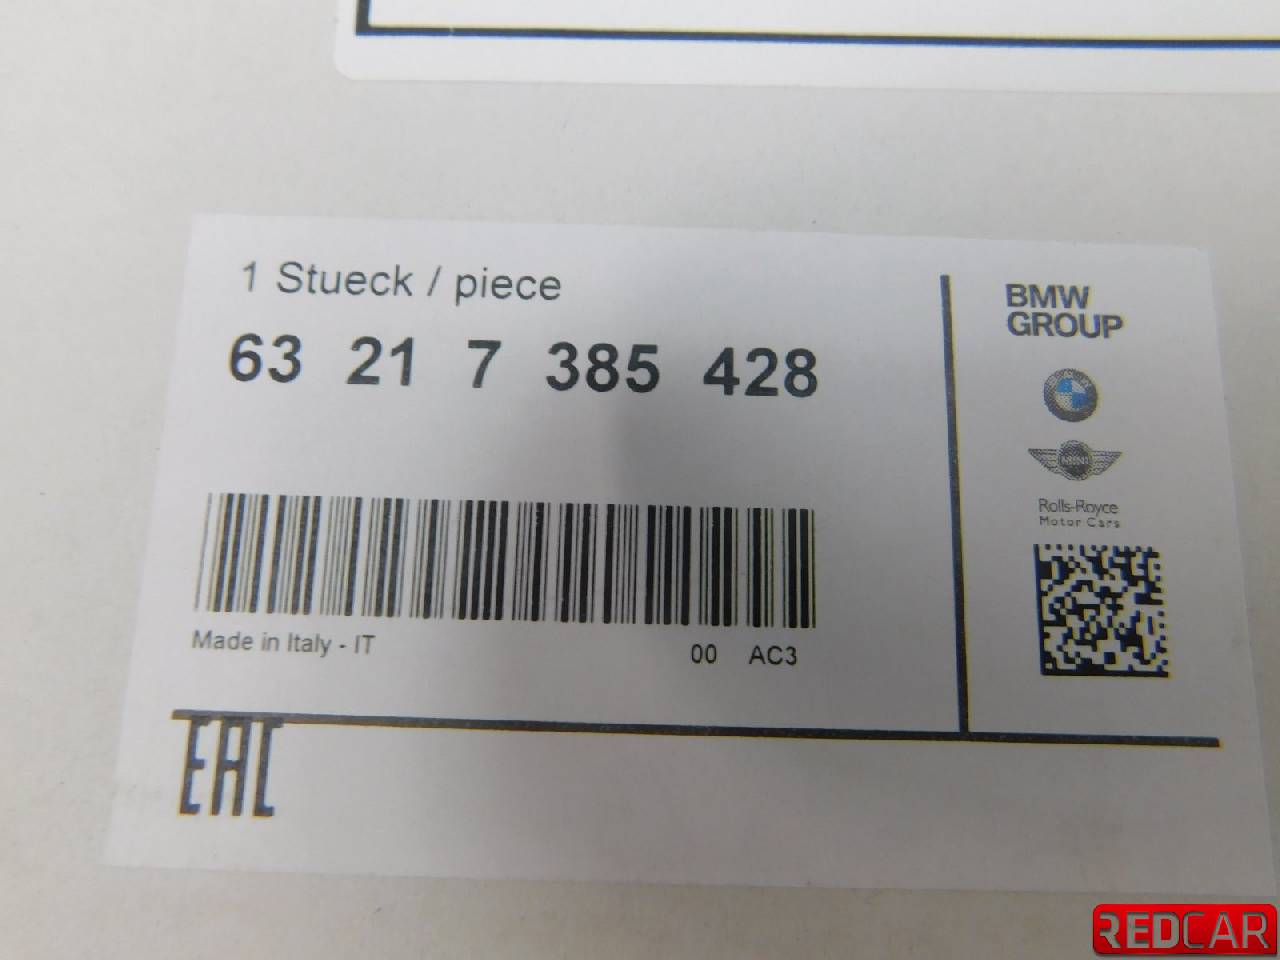 1 Stueck / piece
63 21 7 385 428
Made in Italy - IT
00 AC3
EAC
BMW
GROUP
MINI
Rolls-Royce
Motor Cars
REDCAR